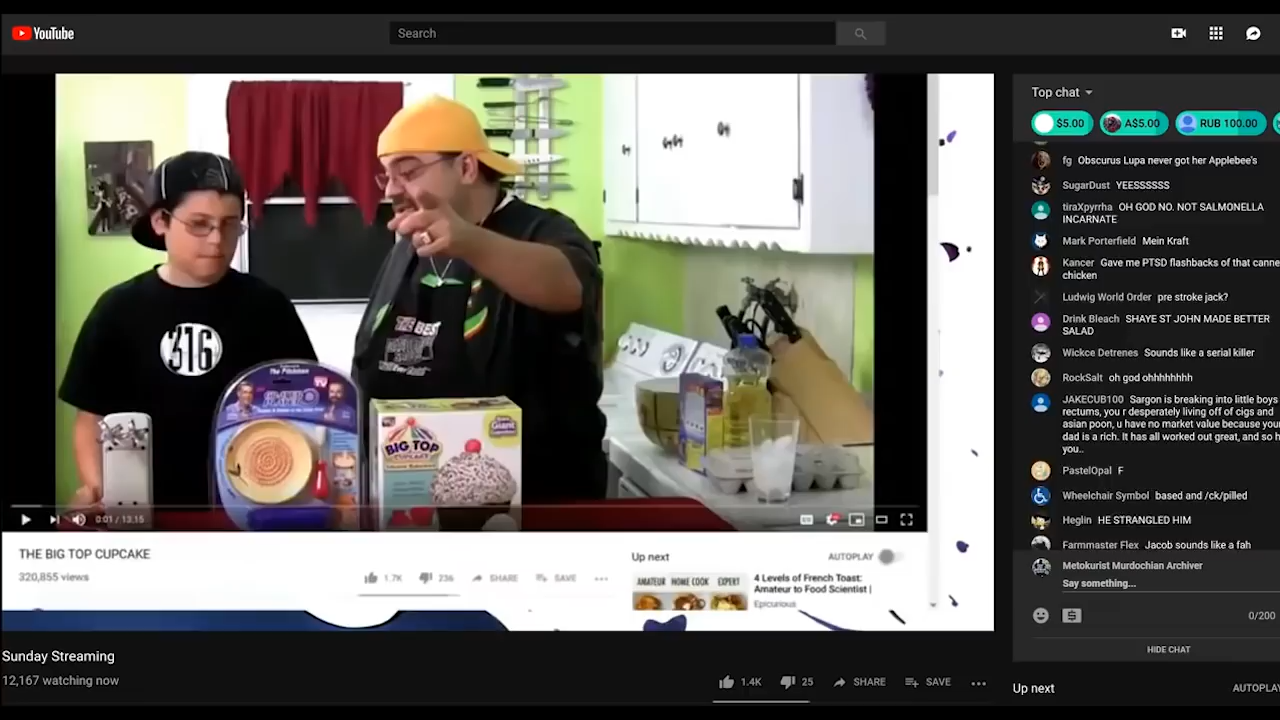 YouTube
Search
316
THE BEST
The Pitchmen
BIG TOP
CUPCAKE
Giant
0:01 / 13:15
THE BIG TOP CUPCAKE
320,855 views
1.7K
236
SHARE
SAVE
Up next
AUTOPLAY
AMATEUR HOME COOK EXPERT
4 Levels of French Toast:
Amateur to Food Scientist |
Epicurious
Sunday Streaming
12,167 watching now
1.4K
25
SHARE
SAVE
Top chat
$5.00
A$5.00
RUB 100.00
fg Obscurus Lupa never got her Applebee's
SugarDust YEESSSSSS
tiraXpyrrha OH GOD NO. NOT SALMONELLA
INCARNATE
Mark Porterfield Mein Kraft
Kancer Gave me PTSD flashbacks of that canne
chicken
Ludwig World Order pre stroke jack?
Drink Bleach SHAYE ST JOHN MADE BETTER
SALAD
Wickce Detrenes Sounds like a serial killer
RockSalt oh god ohhhhhhhh
JAKECUB100 Sargon is breaking into little boys
rectums, you r desperately living off of cigs and
asian poon, u have no market value because your
dad is a rich. It has all worked out great, and so h
you..
PastelOpal F
Wheelchair Symbol based and /ck/pilled
Heglin HE STRANGLED HIM
Farmmaster Flex Jacob sounds like a fah
Metokurist Murdochian Archiver
Say something...
0/200
HIDE CHAT
Up next
AUTOPLAY